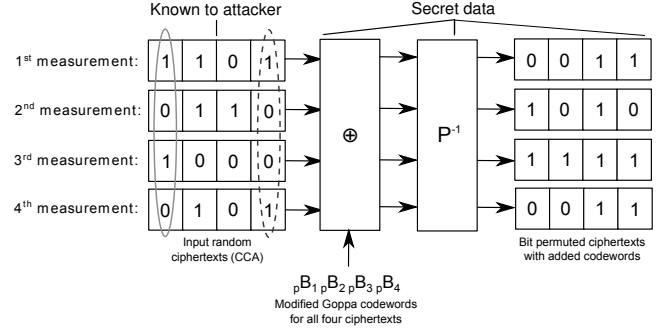 Known to attacker
Secret data
1st measurement: 1 1 0 1
0 0 1 1
2nd measurement: 0 1 1 0
1 0 1 0
3rd measurement: 1 0 0 0
1 1 1 1
4th measurement: 0 1 0 1
0 0 1 1
⊕
P-1
Input random
ciphertexts (CCA)
Bit permuted ciphertexts
with added codewords
pB1 pB2 pB3 pB4
Modified Goppa codewords
for all four ciphertexts